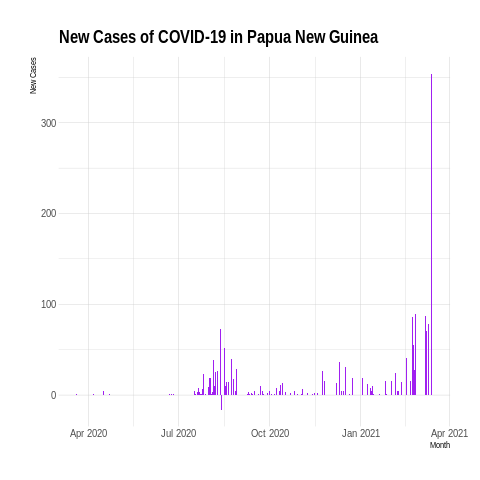 New Cases of COVID-19 in Papua New Guinea
New Cases
300
200
100
0
Apr 2020 Jul 2020 Oct 2020 Jan 2021 Apr 2021
Month